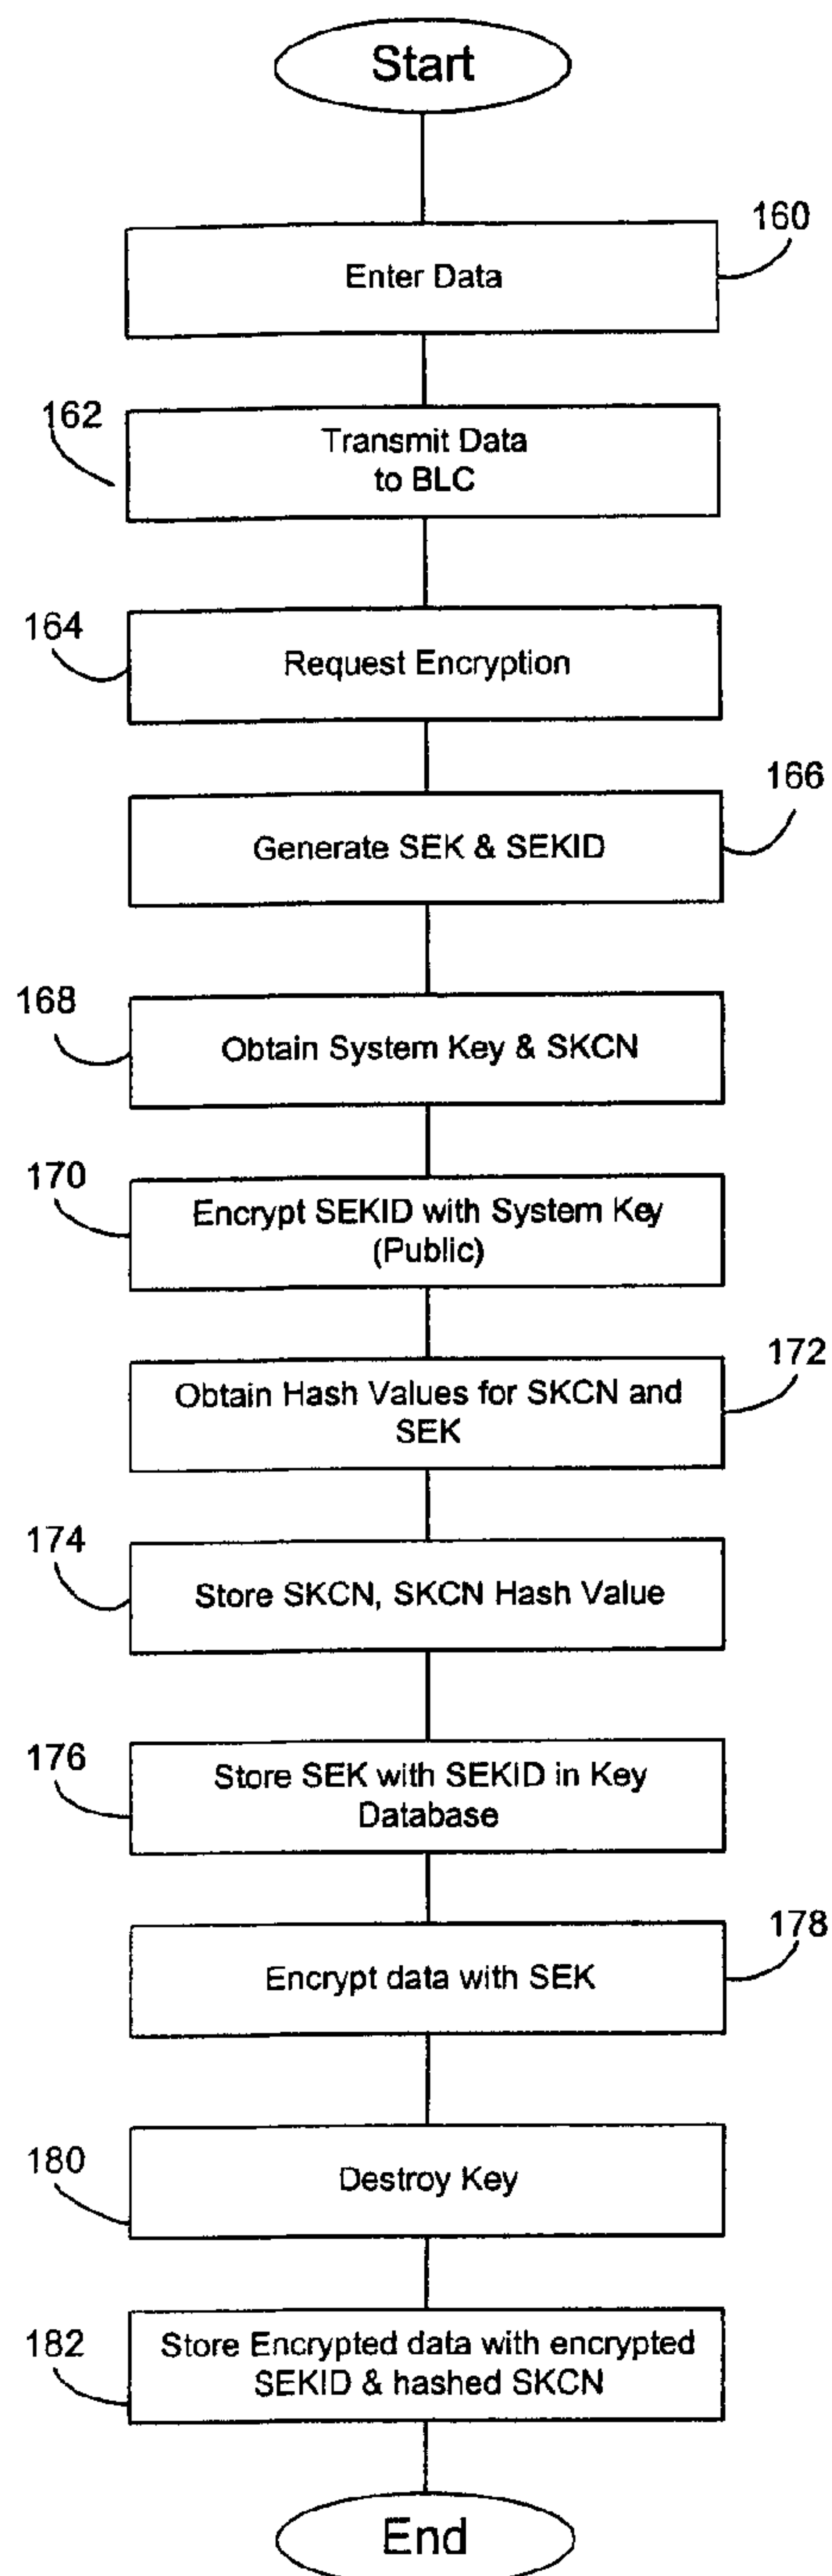 Start
160
Enter Data
162
Transmit Data
to BLC
164
Request Encryption
166
Generate SEK & SEKID
168
Obtain System Key & SKCN
170
Encrypt SEKID with System Key
(Public)
172
Obtain Hash Values for SKCN and
SEK
174
Store SKCN, SKCN Hash Value
176
Store SEK with SEKID in Key
Database
178
Encrypt data with SEK
180
Destroy Key
182
Store Encrypted data with encrypted
SEKID & hashed SKCN
End